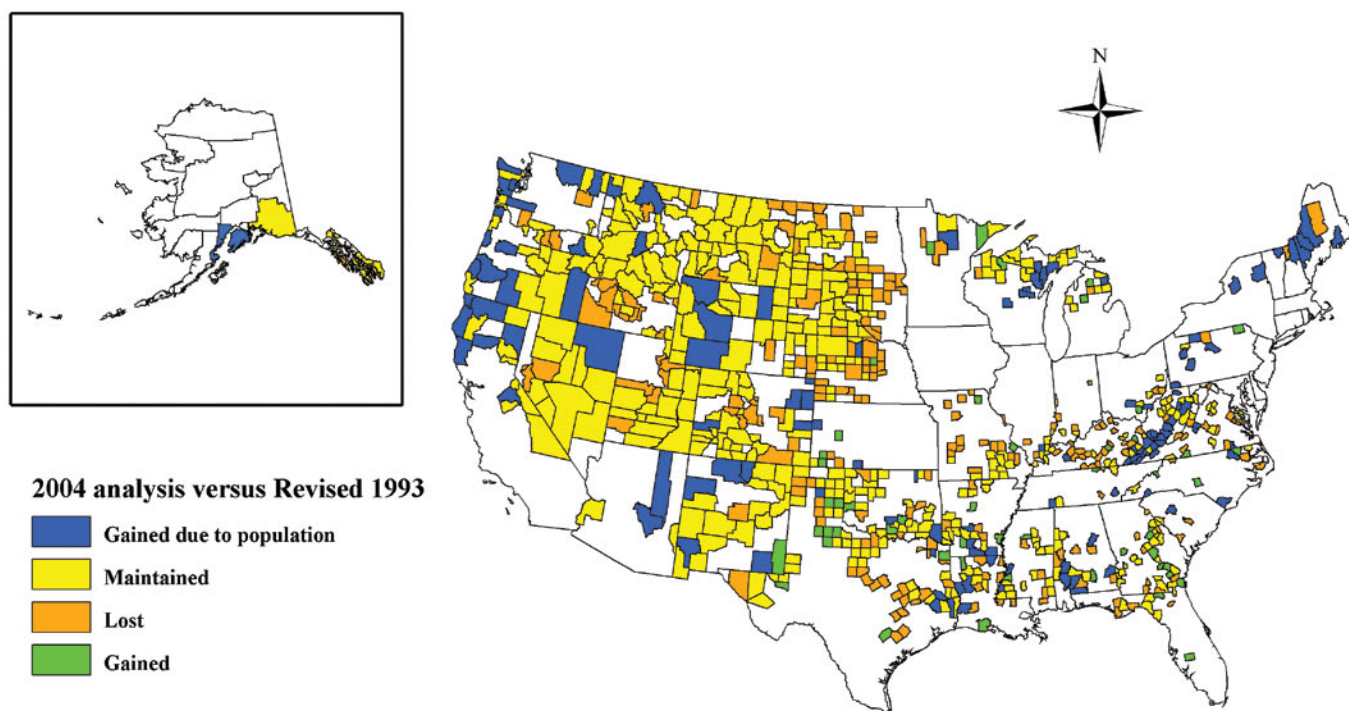 N
2004 analysis versus Revised 1993
Gained due to population
Maintained
Lost
Gained